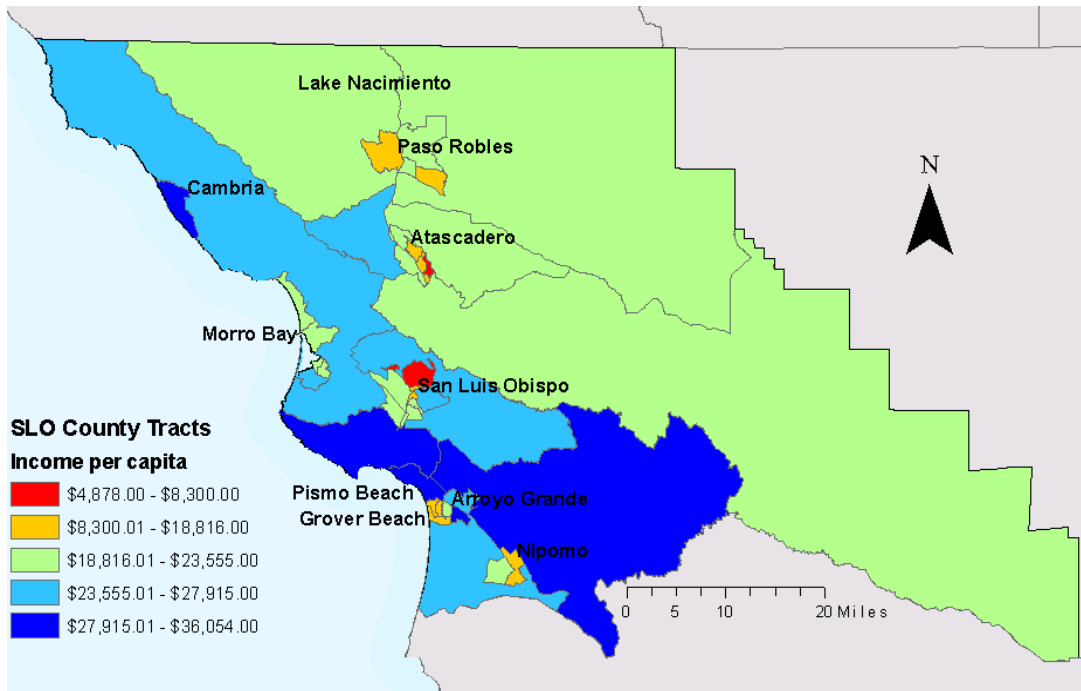 Lake Nacimiento
Paso Robles
N
Cambria
Atascadero
Morro Bay
San Luis Obispo
SLO County Tracts
Income per capita
$4,878.00 - $8,300.00
$8,300.01 - $18,816.00
$18,816.01 - $23,555.00
$23,555.01 - $27,915.00
$27,915.01 - $36,054.00
Pismo Beach
Arroyo Grande
Grover Beach
Nipomo
0 5 10 20 Miles